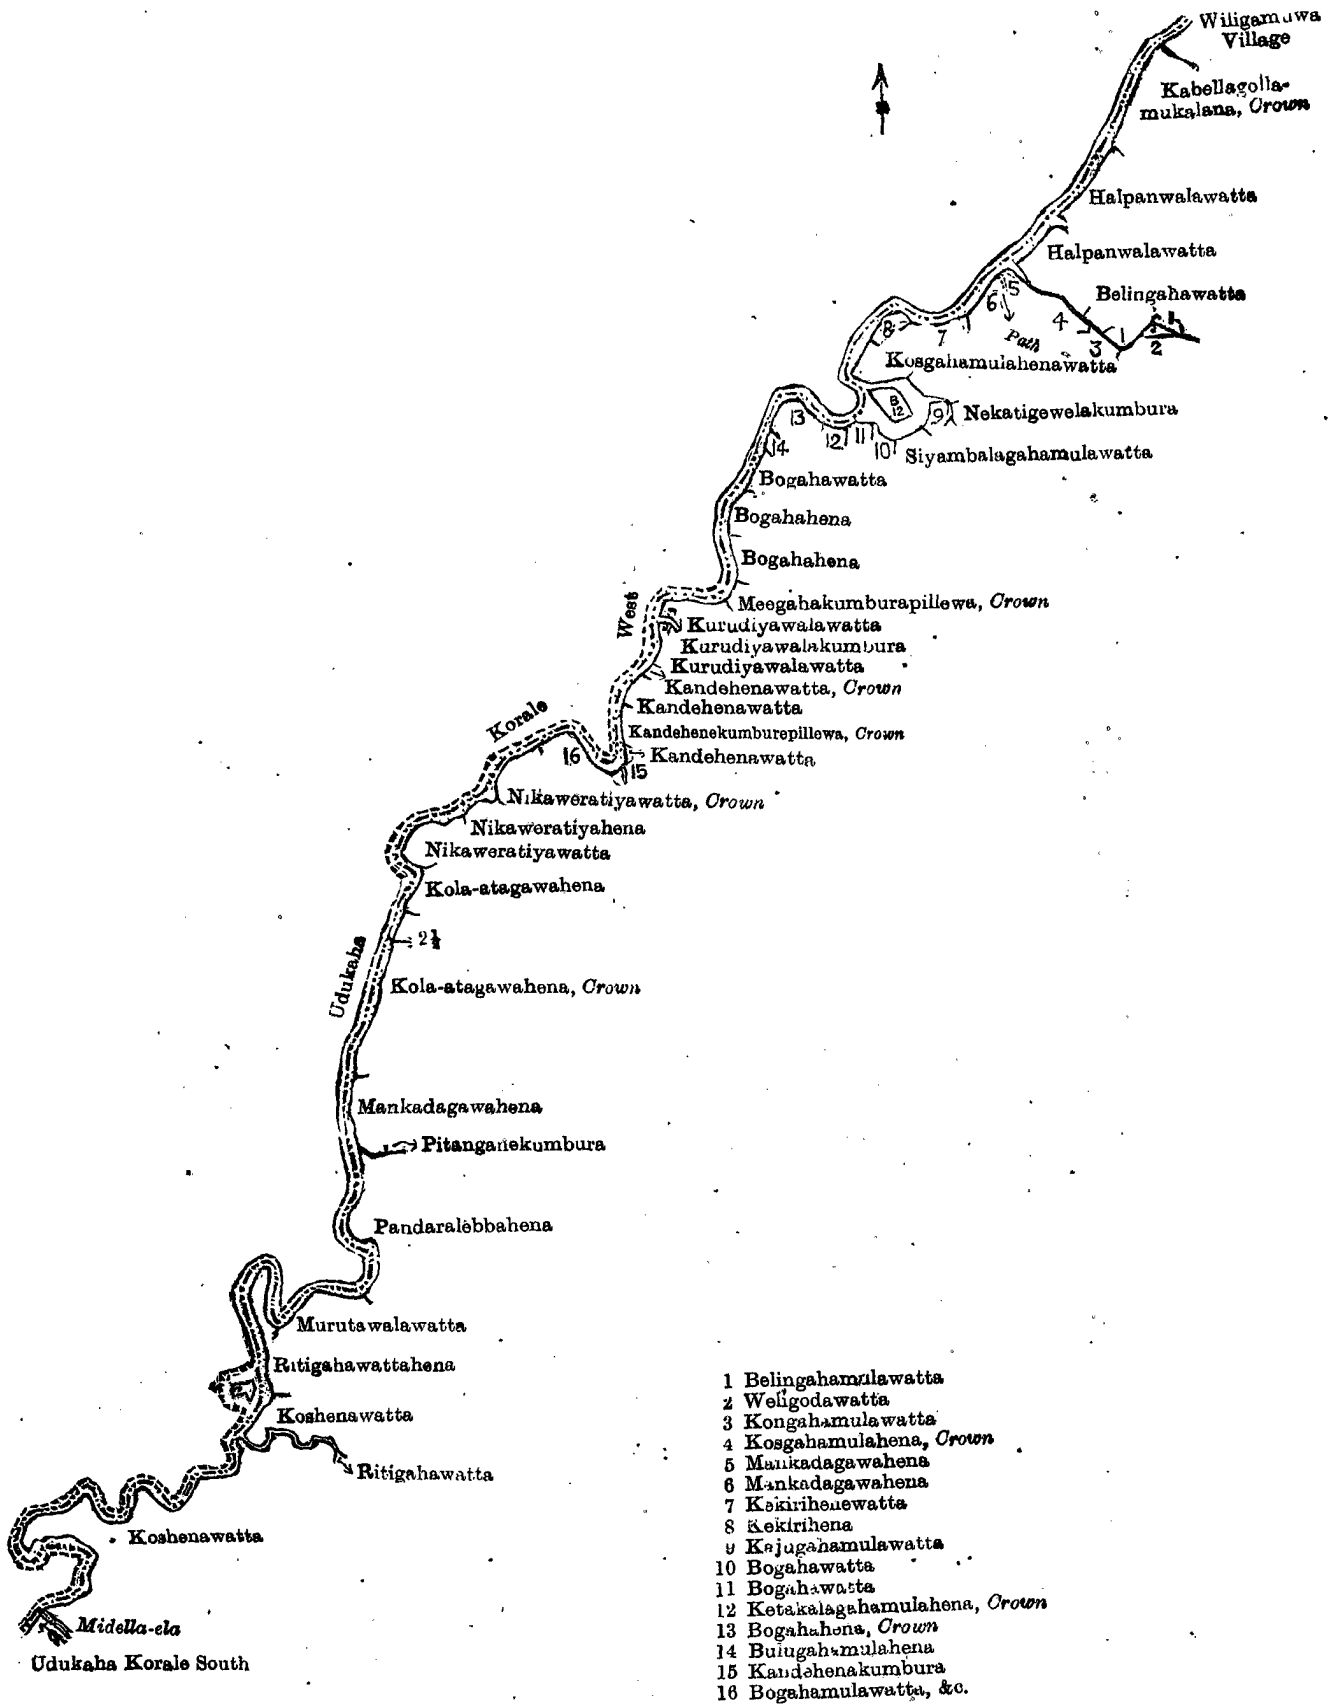 Wiligamuwa
Village
Kabellagolla-
mukalana, Crown
Halpanwalawatta
Halpanwalawatta
5
6
Belingahawatta
4
Path
3
1
2
8
7
Kosgahamulahenawatta
B
12
9
Nekatigewelakumbura
13
12
11
10
Siyambalagahamulawatta
14
Bogahawatta
Bogahahena
Bogahahena
Meegahakumburapillewa, Crown
West
Kurudiyawalawatta
Kurudiyawalakumbura
Kurudiyawalawatta
Kandehenawatta, Crown
Kandehenawatta
Korale
Kandehenekumburepillewa, Crown
16
Kandehenawatta
15
Nikaweratiyawatta, Crown
Nikaweratiyahena
Nikaweratiyawatta
Kola-atagawahena
Udukaha
Kola-atagawahena, Crown
Mankadagawahena
Pitanganekumbura
Pandaralebbahena
Murutawalawatta
Ritigahawattahena
Koshenawatta
Ritigahawatta
Koshenawatta
Midella-ela
Udukaha Korale South
1 Belingahamulawatta
2 Weligodawatta
3 Kongahamulawatta
4 Kosgahamulahena, Crown
5 Mankadagawahena
6 Mankadagawahena
7 Kekirihenewatta
8 Kekirihena
9 Kajugahamulawatta
10 Bogahawatta
11 Bogahawatta
12 Ketakalagahamulahena, Crown
13 Bogahahena, Crown
14 Bulugahamulahena
15 Kandehenakumbura
16 Bogahamulawatta, &c.